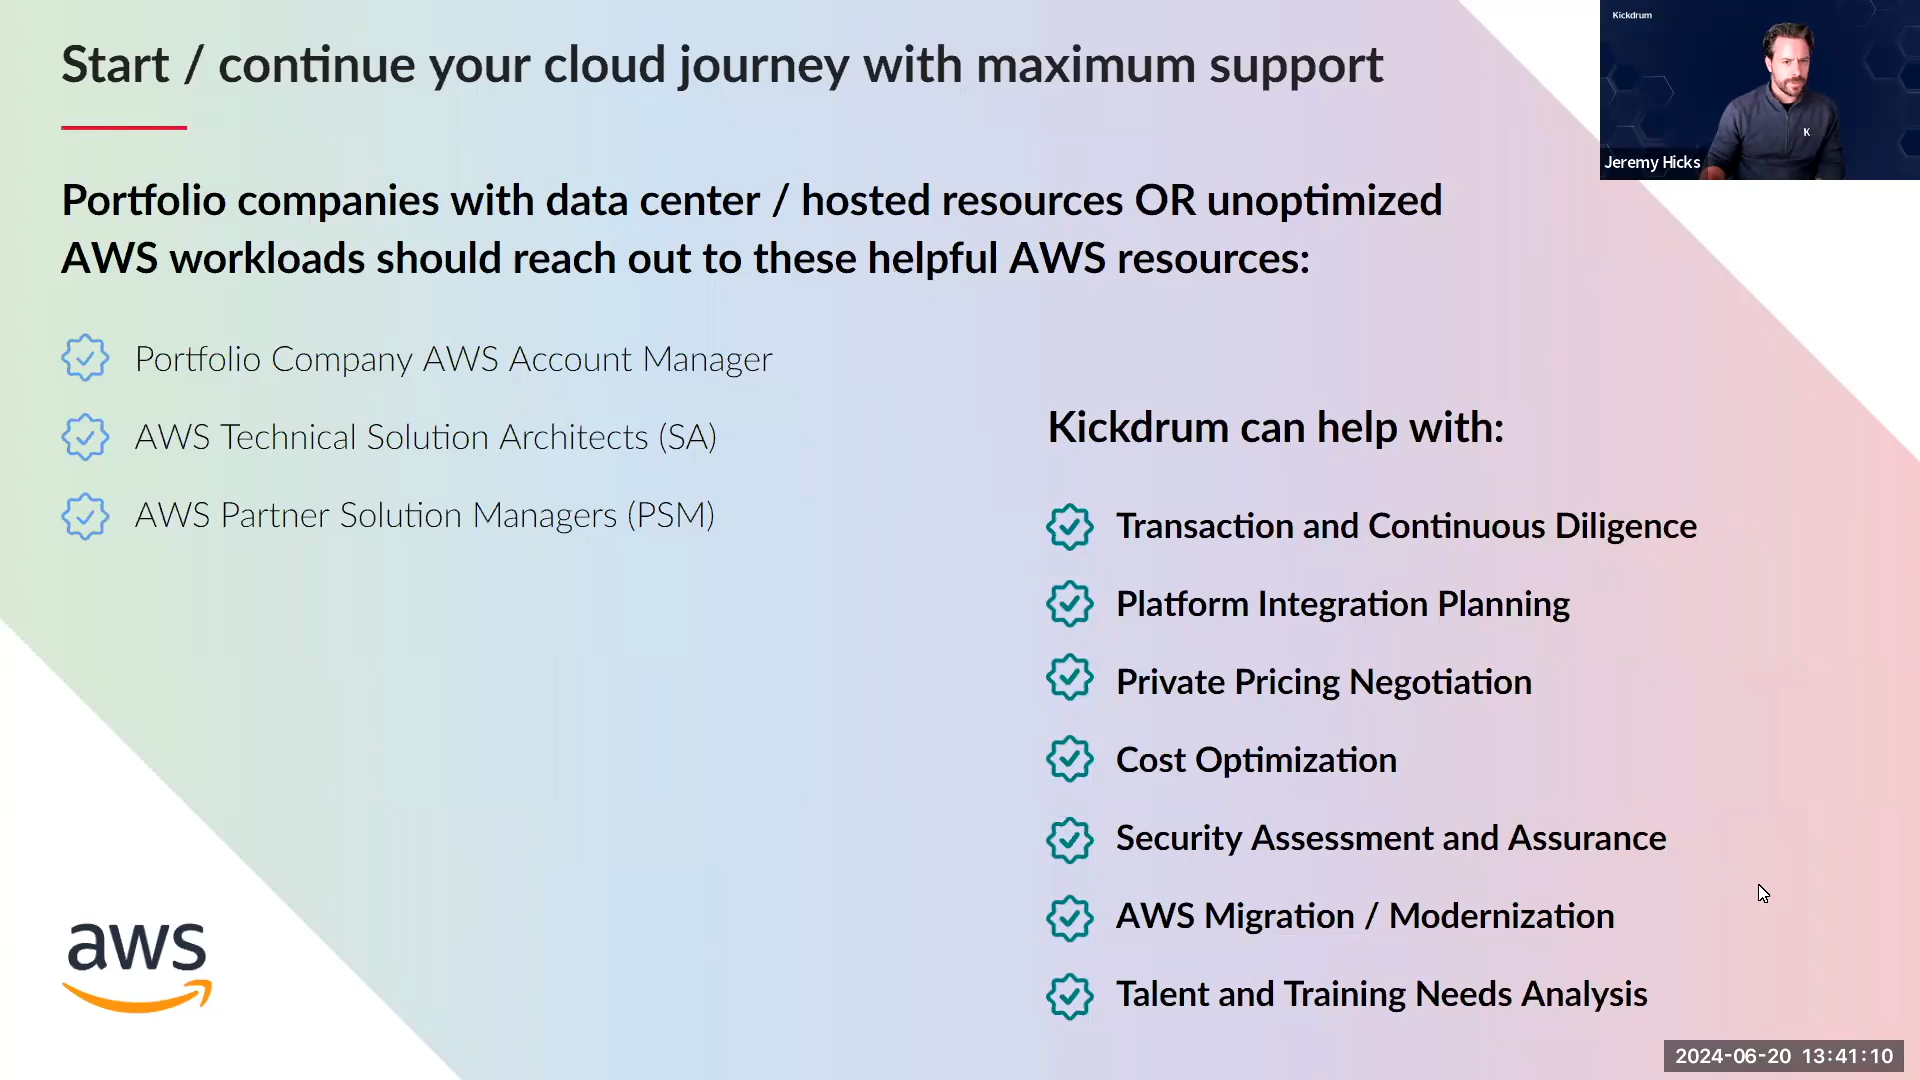 Start / continue your cloud journey with maximum support
Kickdrum
K
Jeremy Hicks
Portfolio companies with data center / hosted resources OR unoptimized
AWS workloads should reach out to these helpful AWS resources:
Portfolio Company AWS Account Manager
AWS Technical Solution Architects (SA)
AWS Partner Solution Managers (PSM)
Kickdrum can help with:
Transaction and Continuous Diligence
Platform Integration Planning
Private Pricing Negotiation
Cost Optimization
Security Assessment and Assurance
AWS Migration / Modernization
Talent and Training Needs Analysis
aws
2024-06-20 13:41:10